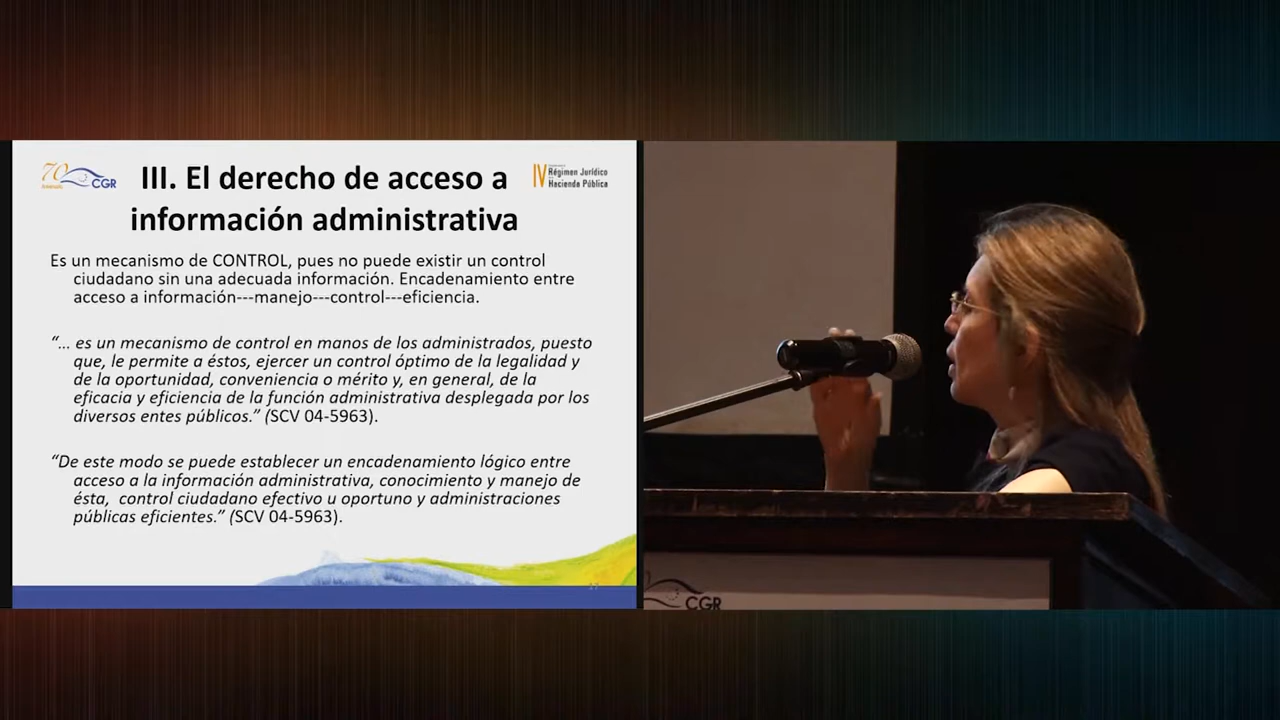 70
CGR
III. El derecho de acceso a
información administrativa
IV
Régimen Jurídico
Hacienda Pública
Es un mecanismo de CONTROL, pues no puede existir un control
ciudadano sin una adecuada información. Encadenamiento entre
acceso a información---manejo---control---eficiencia.
“... es un mecanismo de control en manos de los administrados, puesto
que, le permite a éstos, ejercer un control óptimo de la legalidad y
de la oportunidad, conveniencia o mérito y, en general, de la
eficacia y eficiencia de la función administrativa desplegada por los
diversos entes públicos.” (SCV 04-5963).
“De este modo se puede establecer un encadenamiento lógico entre
acceso a la información administrativa, conocimiento y manejo de
ésta,  control ciudadano efectivo u oportuno y administraciones
públicas eficientes.” (SCV 04-5963).
CGR